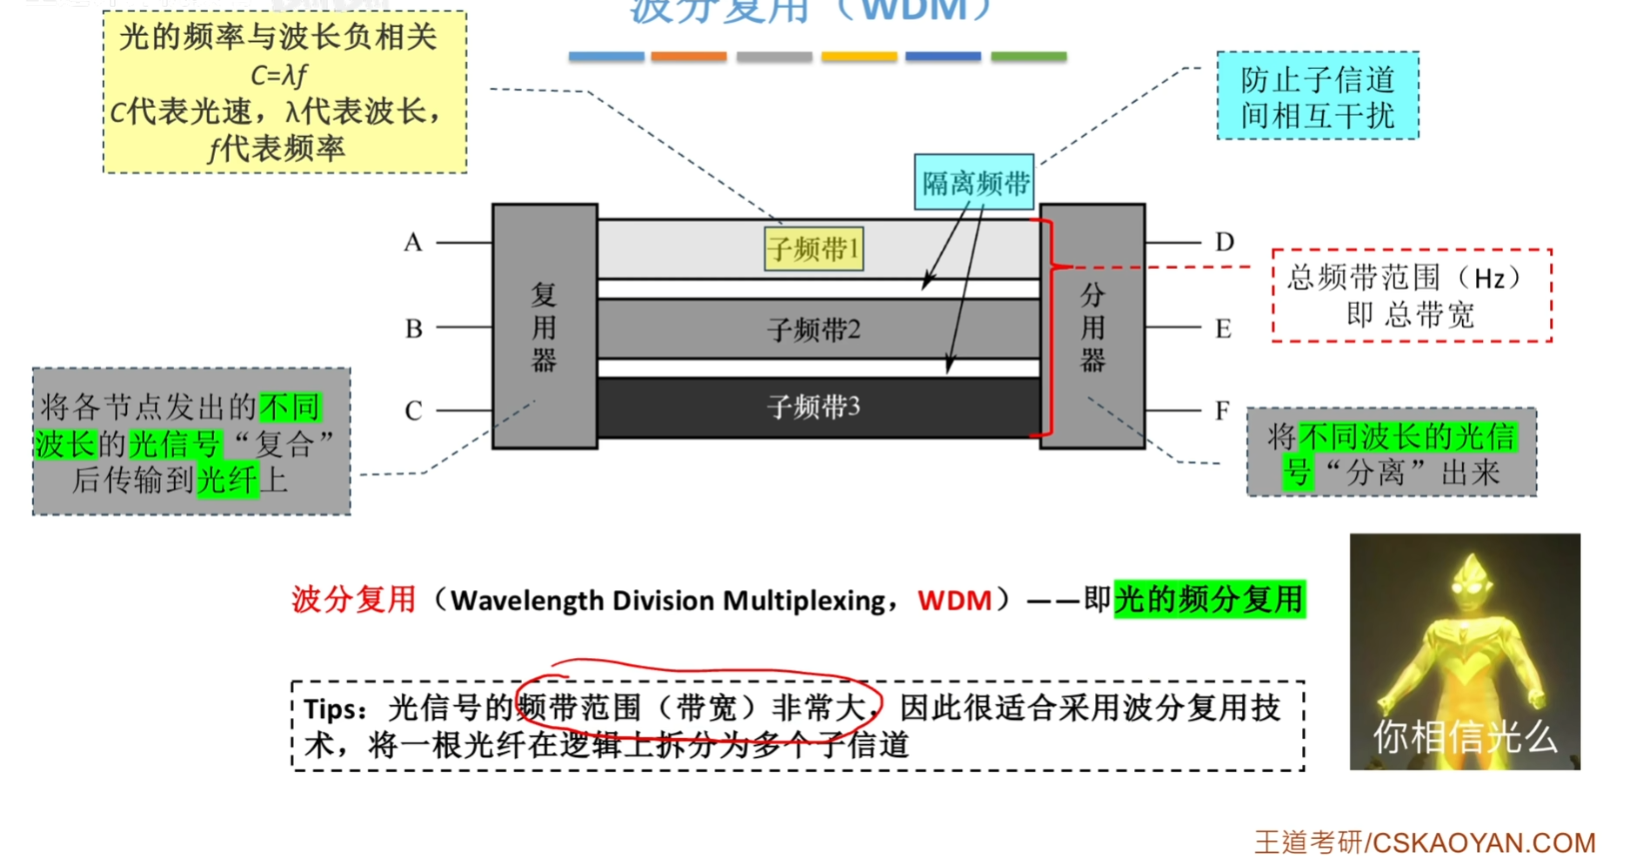 波分复用（WDM）
光的频率与波长负相关
C=λf
C代表光速，λ代表波长，
f代表频率
防止子信道
间相互干扰
隔离频带
A
B
C
复
用
器
子频带1
子频带2
子频带3
分
用
器
D
E
F
总频带范围（Hz）
即 总带宽
将各节点发出的不同
波长的光信号“复合”
后传输到光纤上
将不同波长的光信
号“分离”出来
波分复用（Wavelength Division Multiplexing，WDM）——即光的频分复用
Tips：光信号的频带范围（带宽）非常大，因此很适合采用波分复用技
术，将一根光纤在逻辑上拆分为多个子信道
你相信光么
王道考研/CSKAOYAN.COM